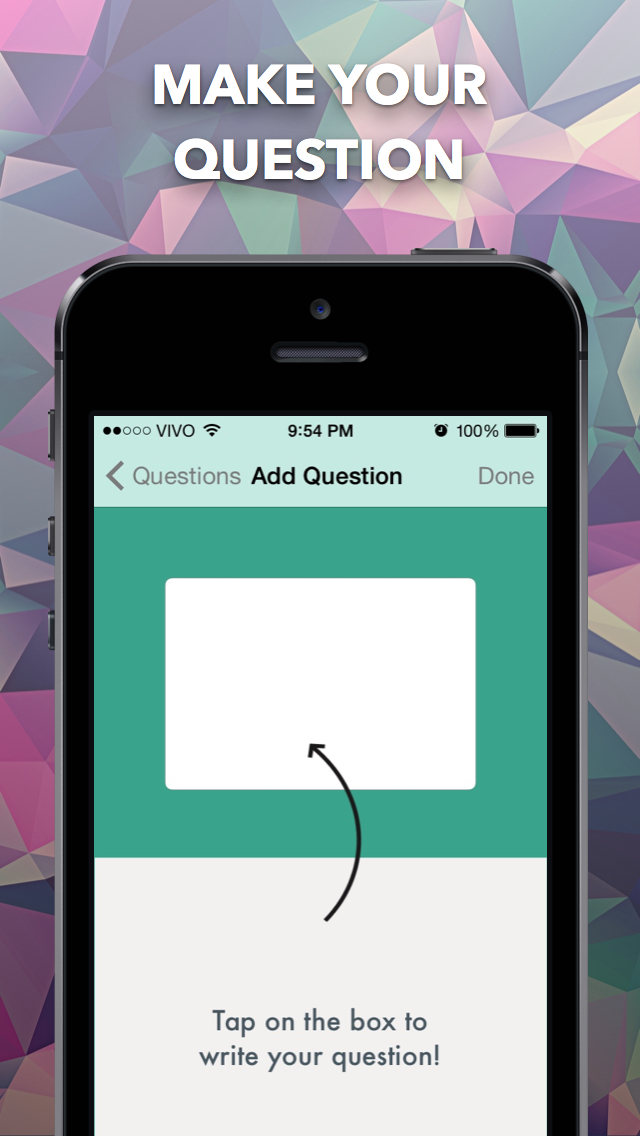 MAKE YOUR
QUESTION
VIVO 9:54 PM 100%
Questions Add Question Done
Tap on the box to
write your question!